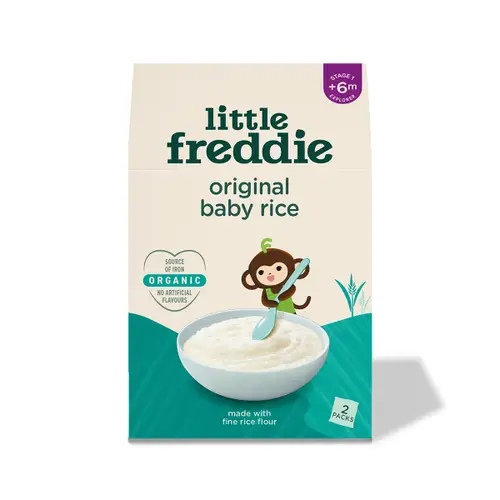 STAGE 1
+6m
EXPLORER
little
freddie
original
baby rice
SOURCE
OF IRON
ORGANIC
NO ARTIFICIAL
FLAVOURS
made with
fine rice flour
2
PACKS